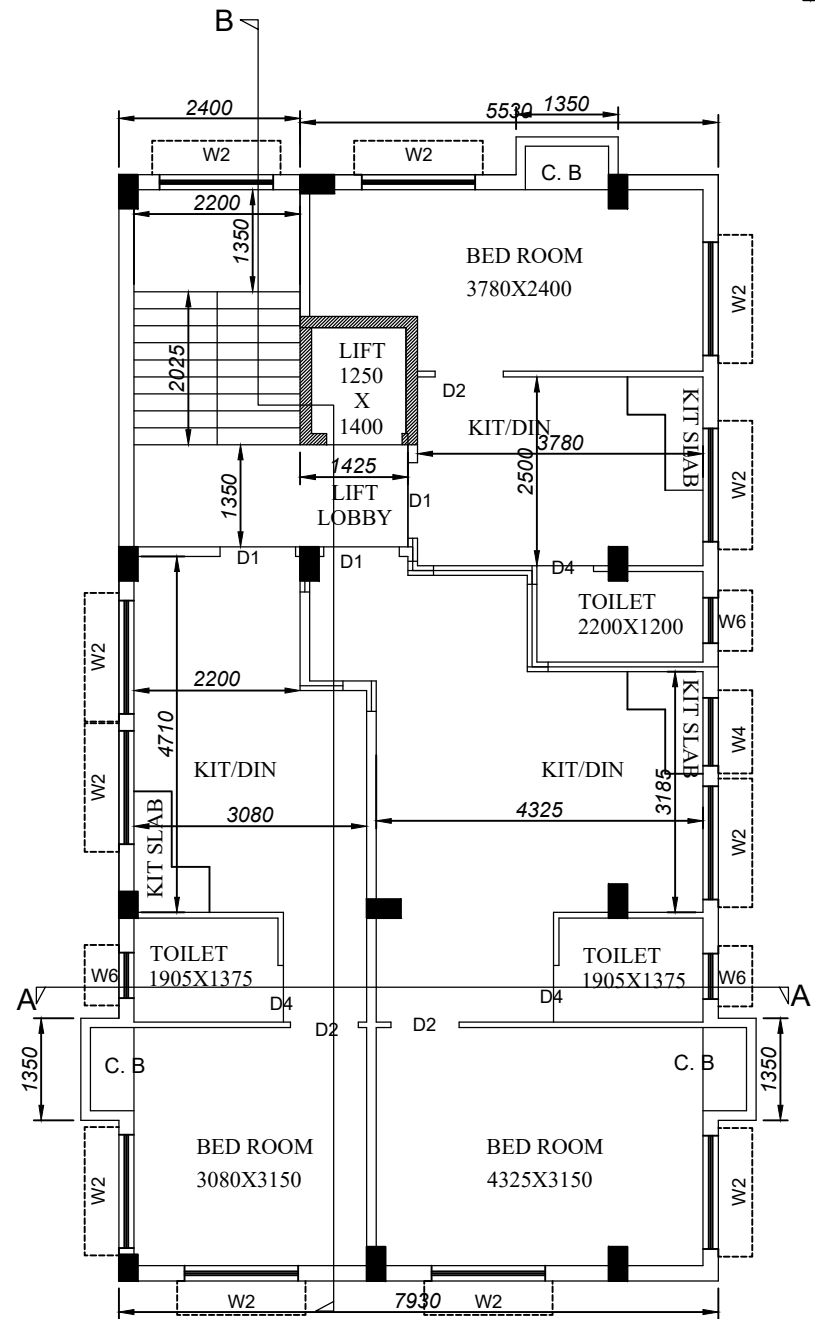 B
2400
5530
1350
W2
W2
C. B
2200
1350
BED ROOM
3780X2400
W2
2025
LIFT
1250
X
1400
D2
KIT/DIN
3780
2500
KIT SLAB
W2
1350
1425
LIFT
LOBBY
D1
D1
D1
D4
TOILET
2200X1200
W6
W2
2200
4710
KIT SLAB
W4
W2
KIT/DIN
KIT/DIN
3185
3080
4325
KIT SLAB
W2
TOILET
1905X1375
TOILET
1905X1375
W6
W6
A
A
D4
D4
D2
D2
1350
C. B
C. B
1350
BED ROOM
3080X3150
BED ROOM
4325X3150
W2
W2
W2
W2
7930